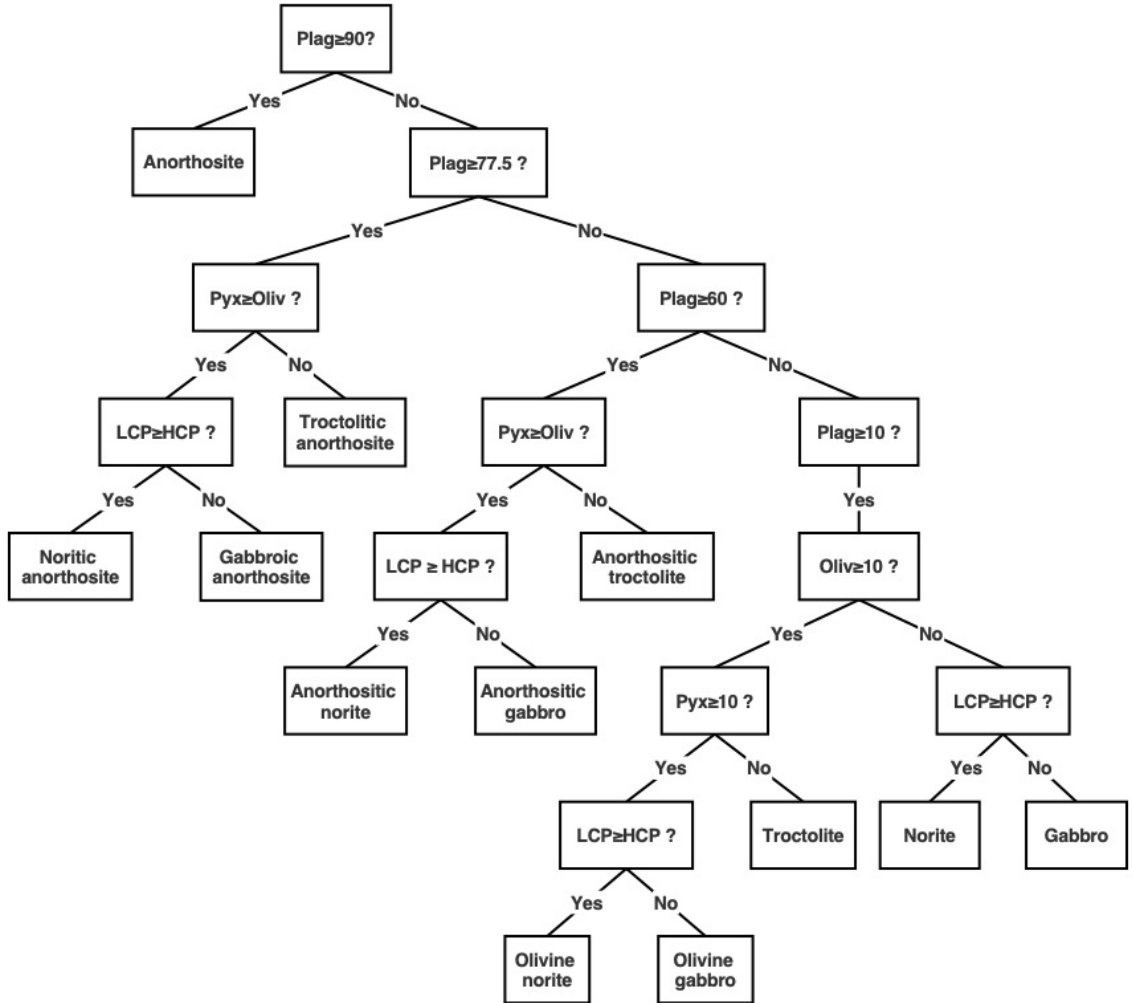 Plag≥90?
Yes
No
Anorthosite
Plag≥77.5 ?
Yes
No
Pyx≥Oliv ?
Plag≥60 ?
Yes
No
Yes
No
LCP≥HCP ?
Troctolitic
anorthosite
Pyx≥Oliv ?
Plag≥10 ?
Yes
No
Yes
No
Yes
Noritic
anorthosite
Gabbroic
anorthosite
LCP ≥ HCP ?
Anorthositic
troctolite
Oliv≥10 ?
Yes
No
Yes
No
Anorthositic
norite
Anorthositic
gabbro
Pyx≥10 ?
LCP≥HCP ?
Yes
No
Yes
No
LCP≥HCP ?
Troctolite
Norite
Gabbro
Yes
No
Olivine
norite
Olivine
gabbro